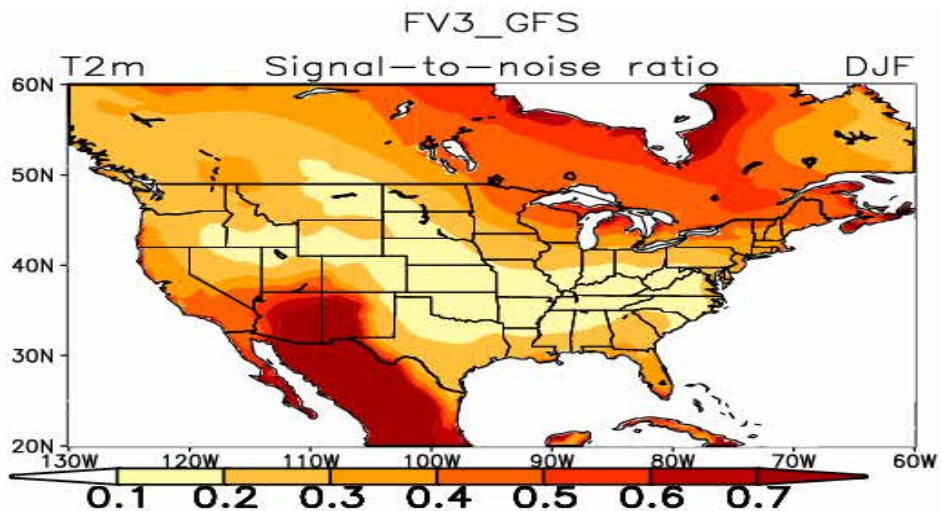 FV3_GFS
T2m Signal-to-noise ratio DJF
60N
50N
40N
30N
20N
130W 120W 110W 100W 90W 80W 70W 60W
0.1 0.2 0.3 0.4 0.5 0.6 0.7